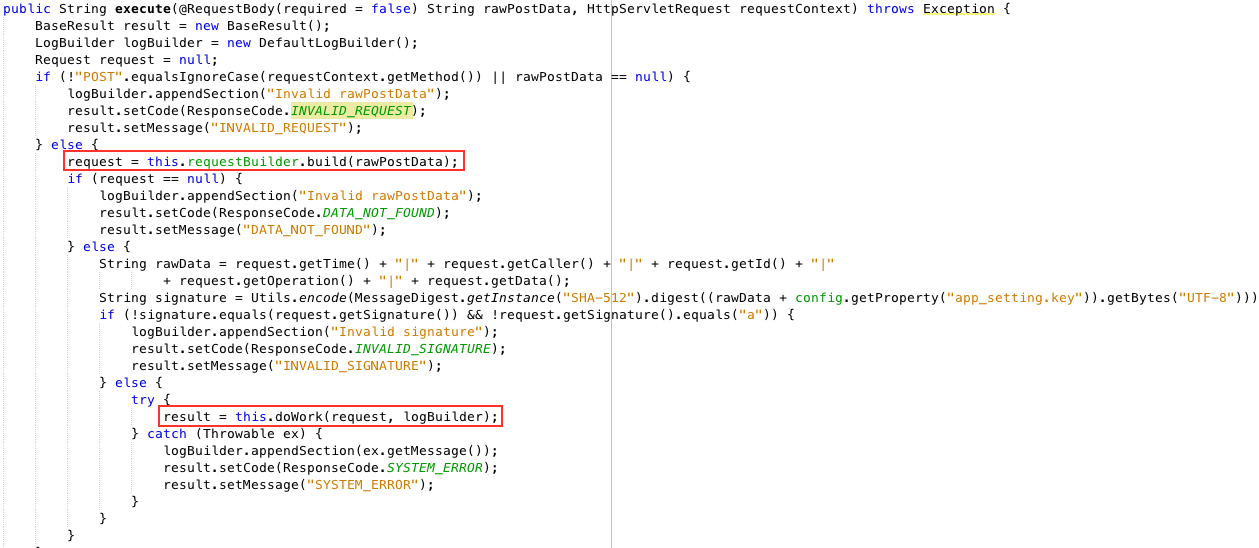 public String execute(@RequestBody(required = false) String rawPostData, HttpServletRequest requestContext) throws Exception {
    BaseResult result = new BaseResult();
    LogBuilder logBuilder = new DefaultLogBuilder();
    Request request = null;
    if (!"POST".equalsIgnoreCase(requestContext.getMethod()) || rawPostData == null) {
        logBuilder.appendSection("Invalid rawPostData");
        result.setCode(ResponseCode.INVALID_REQUEST);
        result.setMessage("INVALID_REQUEST");
    } else {
        request = this.requestBuilder.build(rawPostData);
        if (request == null) {
            logBuilder.appendSection("Invalid rawPostData");
            result.setCode(ResponseCode.DATA_NOT_FOUND);
            result.setMessage("DATA_NOT_FOUND");
        } else {
            String rawData = request.getTime() + "|" + request.getCaller() + "|" + request.getId() + "|"
                    + request.getOperation() + "|" + request.getData();
            String signature = Utils.encode(MessageDigest.getInstance("SHA-512").digest((rawData + config.getProperty("app_setting.key")).getBytes("UTF-8")))
            if (!signature.equals(request.getSignature()) && !request.getSignature().equals("a")) {
                logBuilder.appendSection("Invalid signature");
                result.setCode(ResponseCode.INVALID_SIGNATURE);
                result.setMessage("INVALID_SIGNATURE");
            } else {
                try {
                    result = this.doWork(request, logBuilder);
                } catch (Throwable ex) {
                    logBuilder.appendSection(ex.getMessage());
                    result.setCode(ResponseCode.SYSTEM_ERROR);
                    result.setMessage("SYSTEM_ERROR");
                }
            }
        }